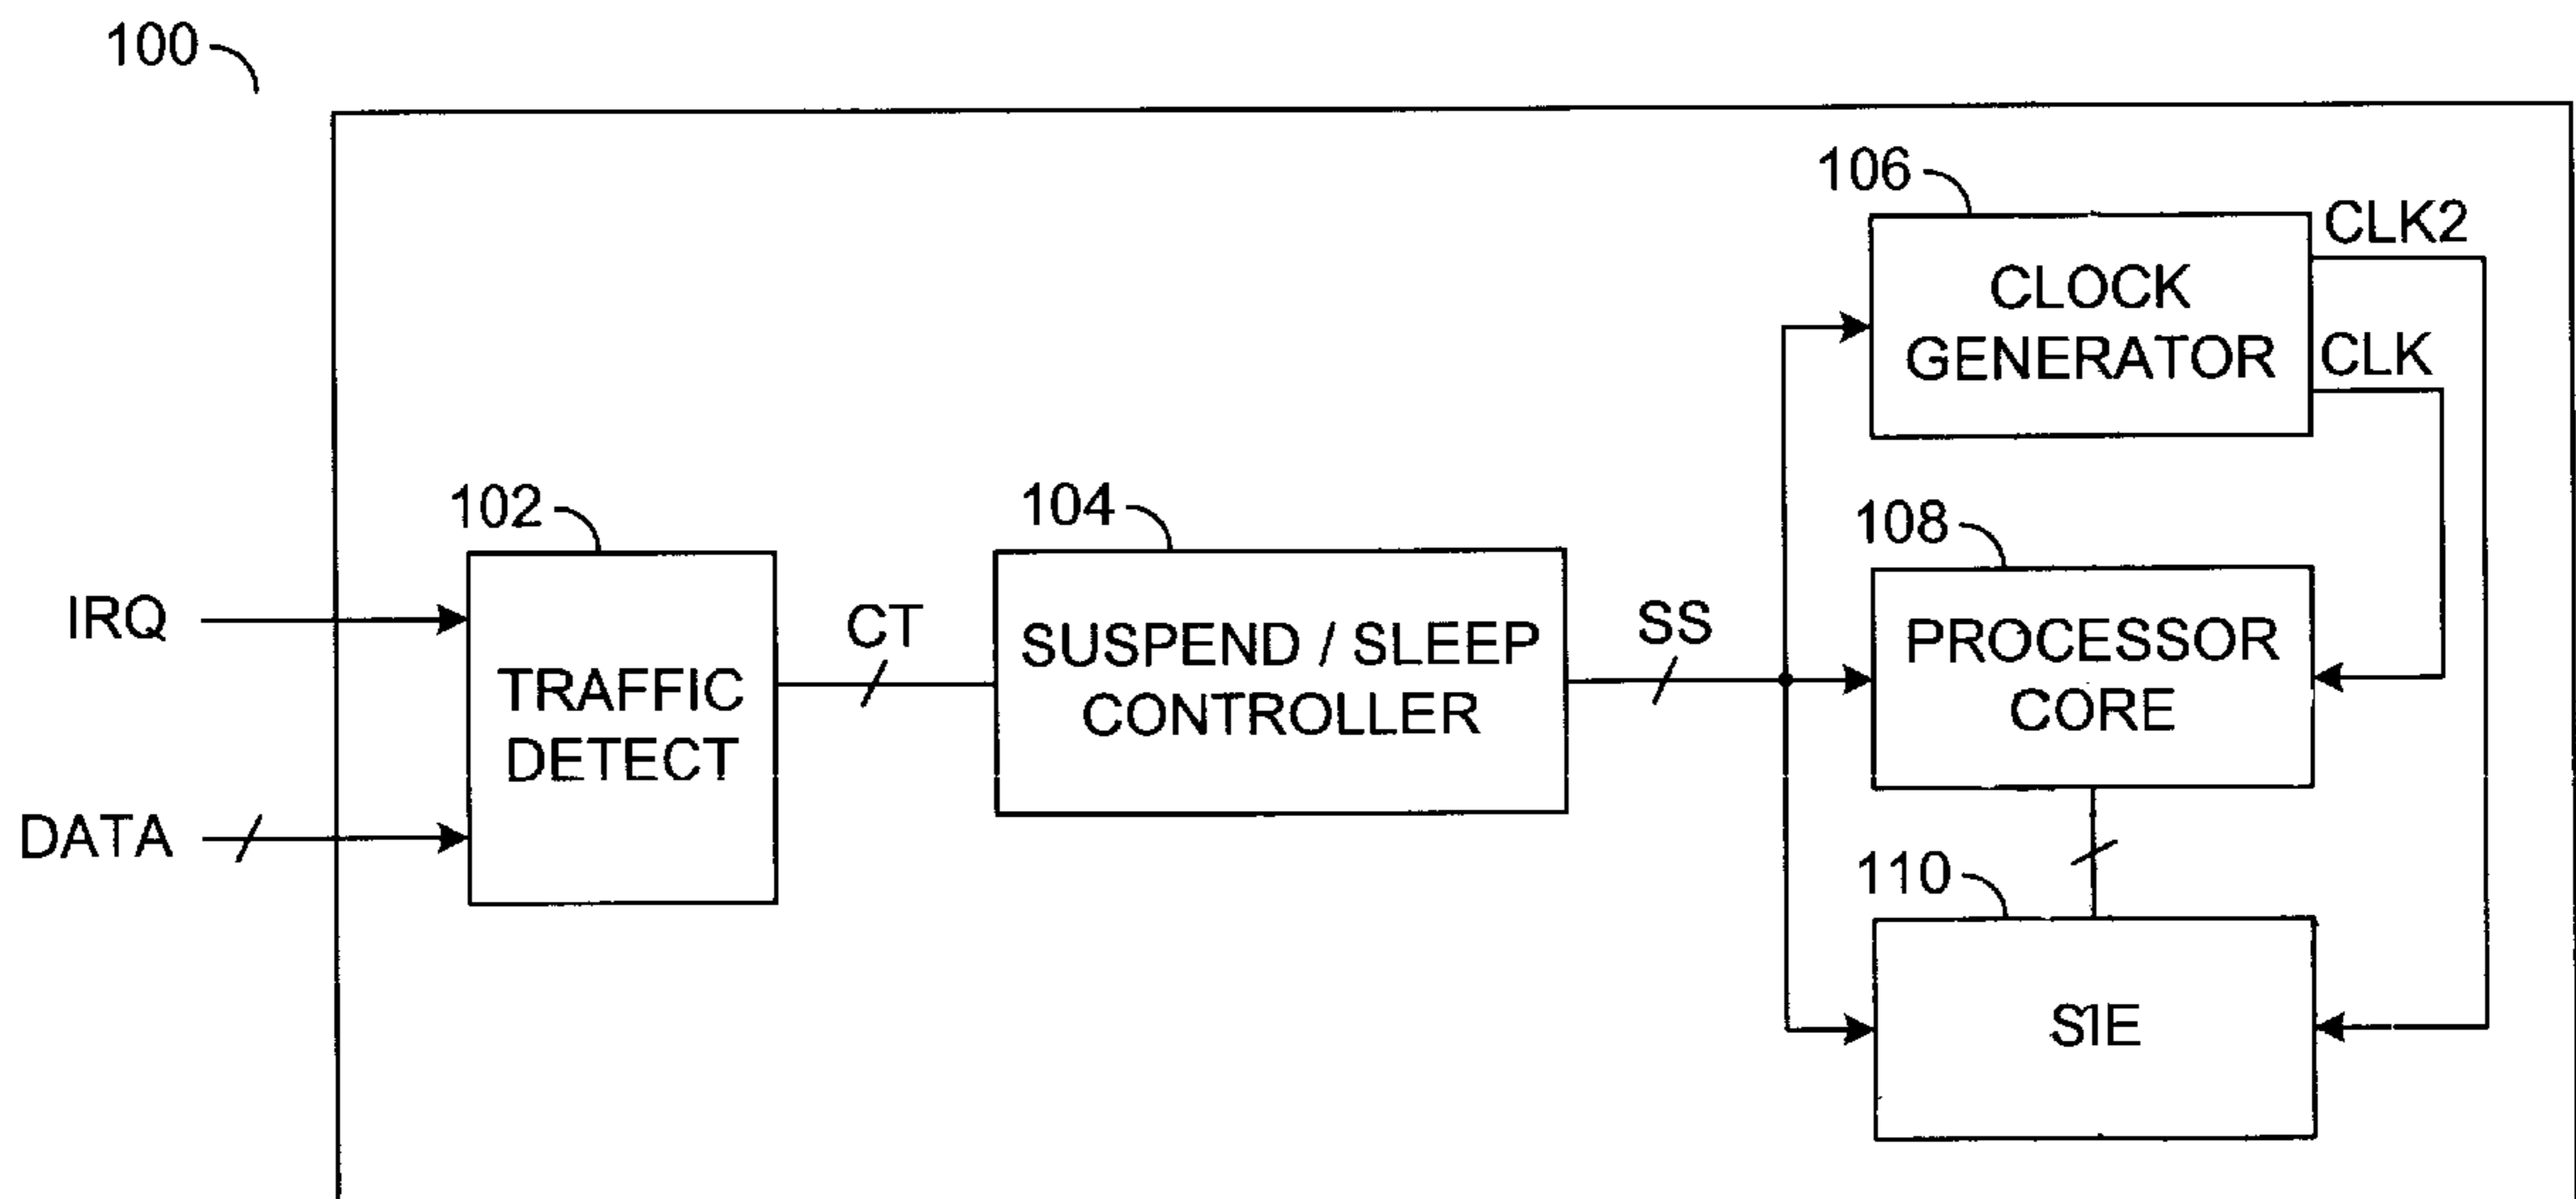 100
106
CLK2
CLOCK
GENERATOR
CLK
102
104
108
IRQ
TRAFFIC
DETECT
CT
SUSPEND / SLEEP
CONTROLLER
SS
PROCESSOR
CORE
DATA
110
SIE